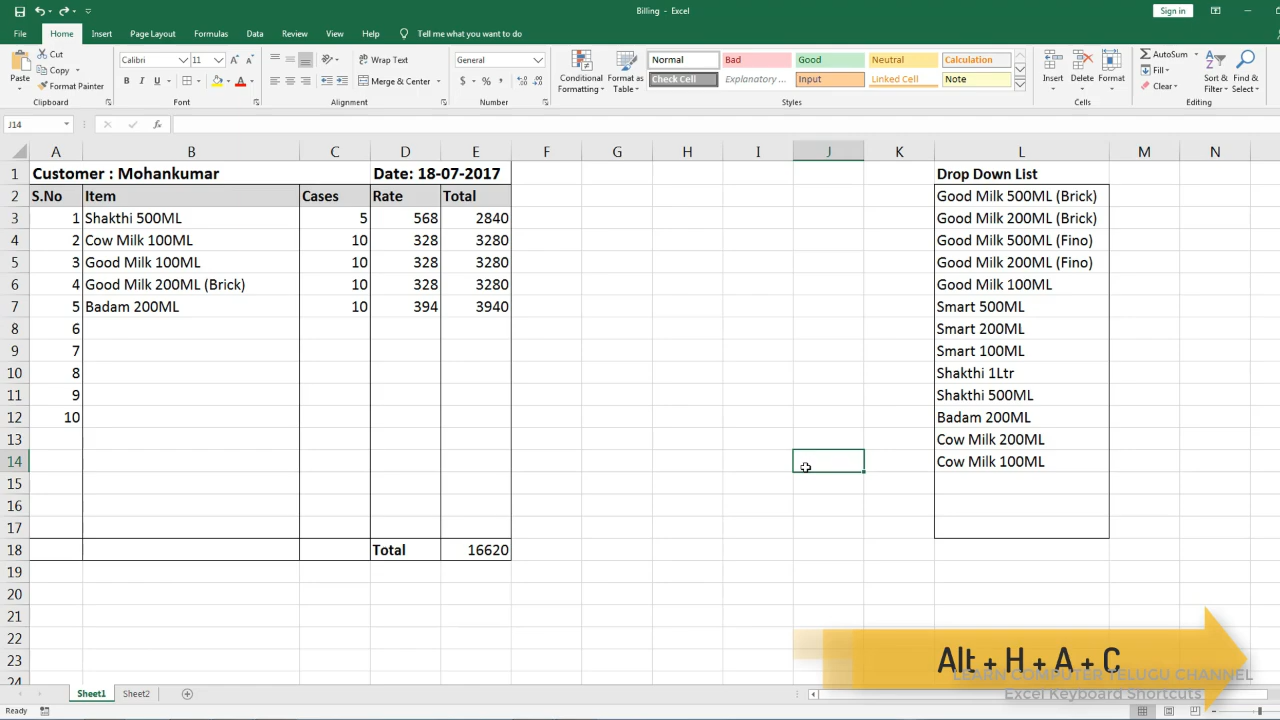 Billing - Excel
Sign in
File Home Insert Page Layout Formulas Data Review View Help Tell me what you want to do
Paste
Cut
Copy
Format Painter
Clipboard
Calibri 11
B I U
Font
Wrap Text
Merge & Center
Alignment
General
$ % ,
Number
Conditional Formatting
Format as Table
Normal Bad Good Neutral Calculation
Check Cell Explanatory ... Input Linked Cell Note
Styles
Insert Delete Format
Cells
AutoSum
Fill
Clear
Sort & Filter
Find & Select
Editing
J14 fx
A B C D E F G H I J K L M N
1 Customer : Mohankumar Date: 18-07-2017 Drop Down List
2 S.No Item Cases Rate Total Good Milk 500ML (Brick)
3 1 Shakthi 500ML 5 568 2840 Good Milk 200ML (Brick)
4 2 Cow Milk 100ML 10 328 3280 Good Milk 500ML (Fino)
5 3 Good Milk 100ML 10 328 3280 Good Milk 200ML (Fino)
6 4 Good Milk 200ML (Brick) 10 328 3280 Good Milk 100ML
7 5 Badam 200ML 10 394 3940 Smart 500ML
8 6 Smart 200ML
9 7 Smart 100ML
10 8 Shakthi 1Ltr
11 9 Shakthi 500ML
12 10 Badam 200ML
13 Cow Milk 200ML
14 Cow Milk 100ML
15
16
17
18 Total 16620
19
20
21
22
23
24
Alt + H + A + C
LEARN COMPUTER TELUGU CHANNEL
Excel Keyboard Shortcuts
Sheet1 Sheet2
Ready